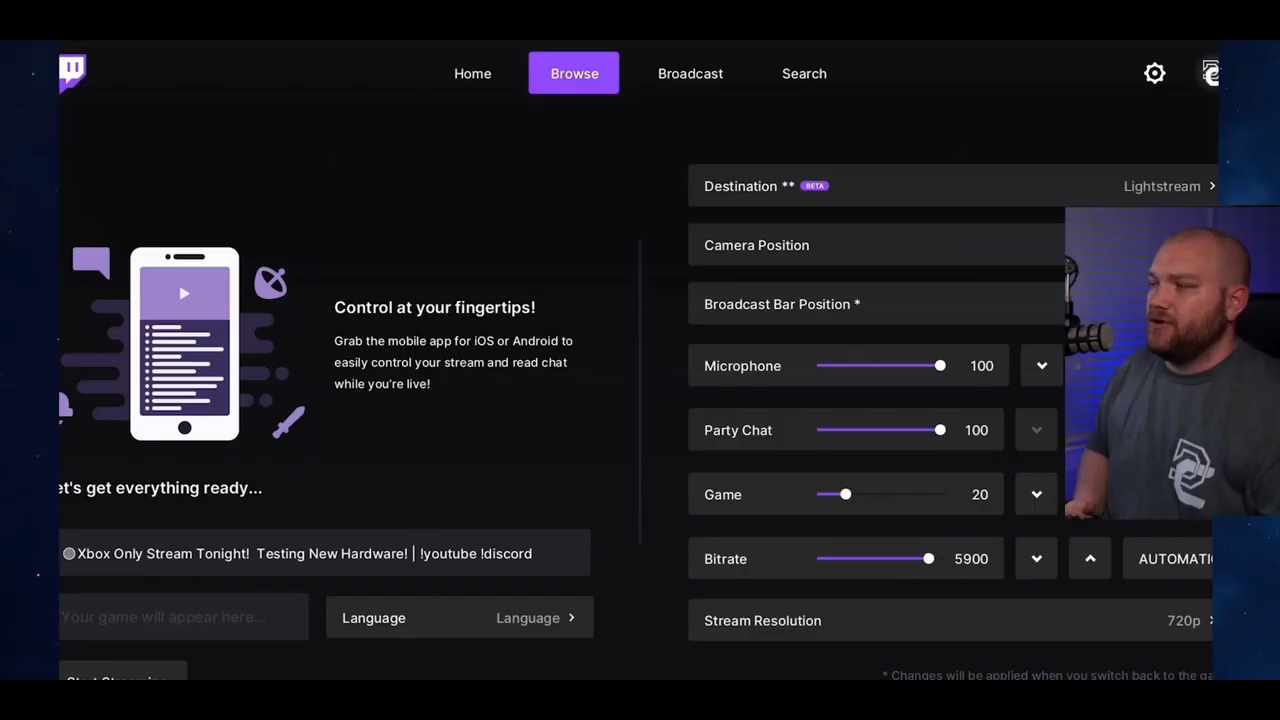 Home
Browse
Broadcast
Search
Destination ** BETA
Lightstream
Camera Position
Broadcast Bar Position *
Microphone
100
Control at your fingertips!
Grab the mobile app for iOS or Android to
easily control your stream and read chat
while you're live!
Party Chat
100
Game
20
et's get everything ready...
Xbox Only Stream Tonight! Testing New Hardware! | !youtube !discord
Bitrate
5900
AUTOMATIC
Your game will appear here...
Language
Language
Stream Resolution
720p
Start Streaming
* Changes will be applied when you switch back to the ga